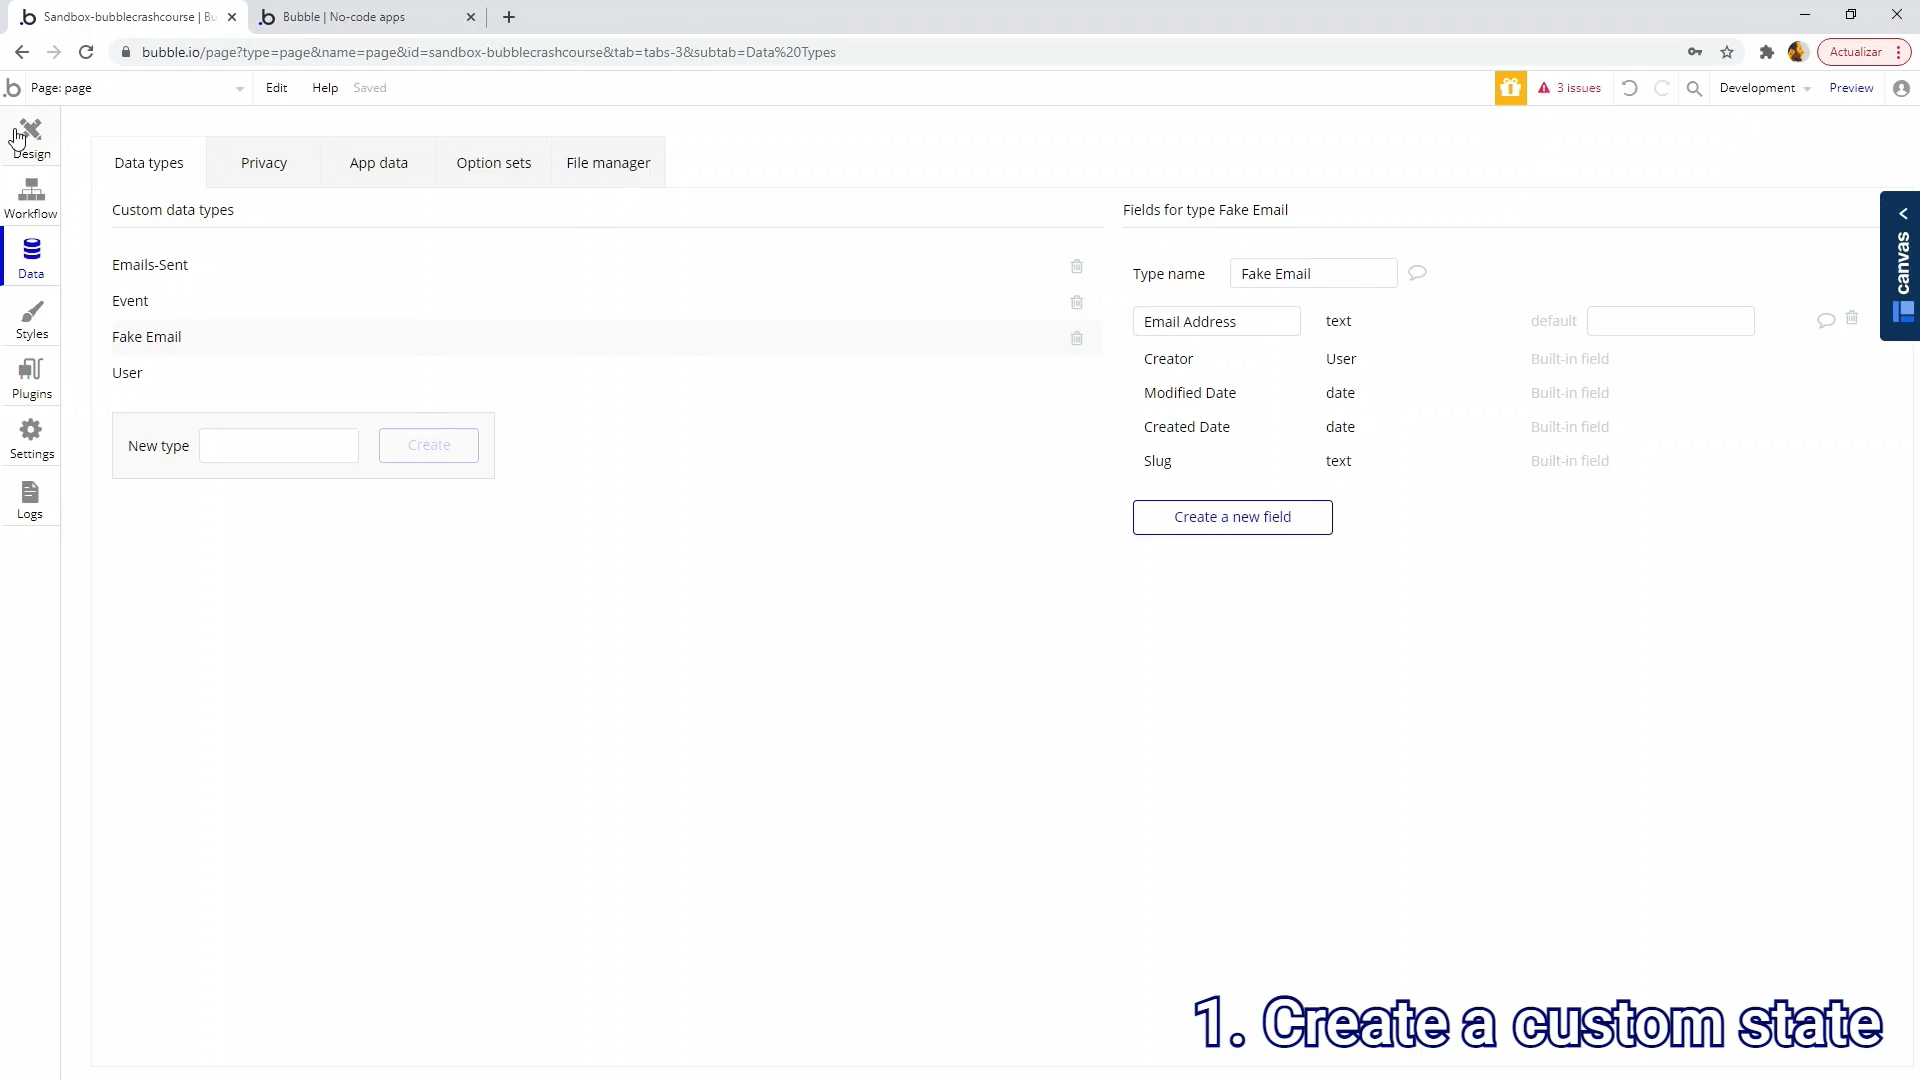 Sandbox-bubblecrashcourse | Bu
Bubble | No-code apps
bubble.io/page?type=page&name=page&id=sandbox-bubblecrashcourse&tab=tabs-3&subtab=Data%20Types
Actualizar
Page: page
Edit
Help
Saved
3 issues
Development
Preview
Design
Workflow
Data
Styles
Plugins
Settings
Logs
Data types
Privacy
App data
Option sets
File manager
Custom data types
Emails-Sent
Event
Fake Email
User
New type
Create
Fields for type Fake Email
Type name
Fake Email
Email Address
text
default
Creator
User
Built-in field
Modified Date
date
Built-in field
Created Date
date
Built-in field
Slug
text
Built-in field
Create a new field
canvas
1. Create a custom state